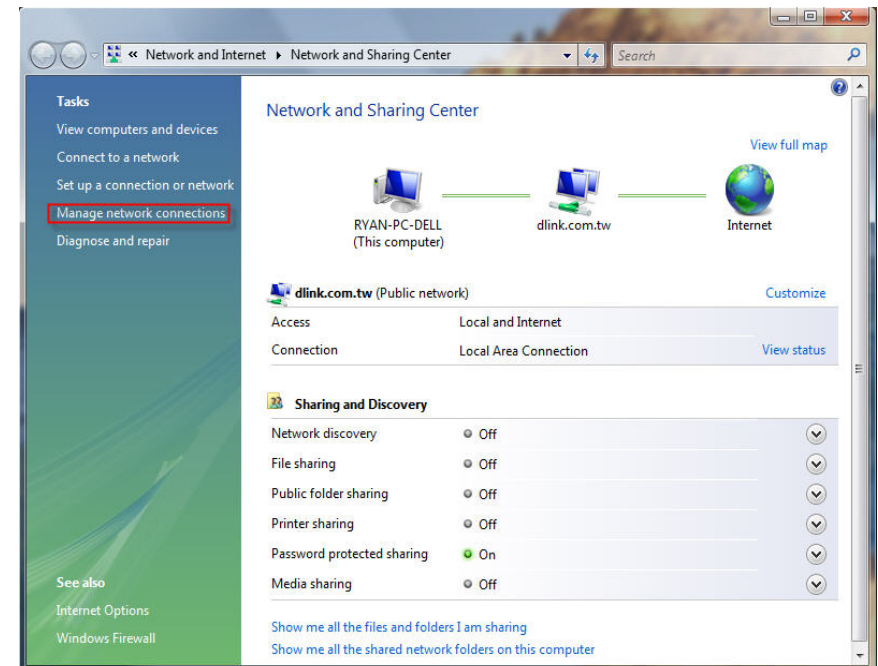 « Network and Internet ▸ Network and Sharing Center
Search
Tasks
View computers and devices
Connect to a network
Set up a connection or network
Manage network connections
Diagnose and repair
See also
Internet Options
Windows Firewall
Network and Sharing Center
View full map
RYAN-PC-DELL
(This computer)
dlink.com.tw
Internet
dlink.com.tw (Public network)
Customize
Access Local and Internet
Connection Local Area Connection View status
Sharing and Discovery
Network discovery Off
File sharing Off
Public folder sharing Off
Printer sharing Off
Password protected sharing On
Media sharing Off
Show me all the files and folders I am sharing
Show me all the shared network folders on this computer